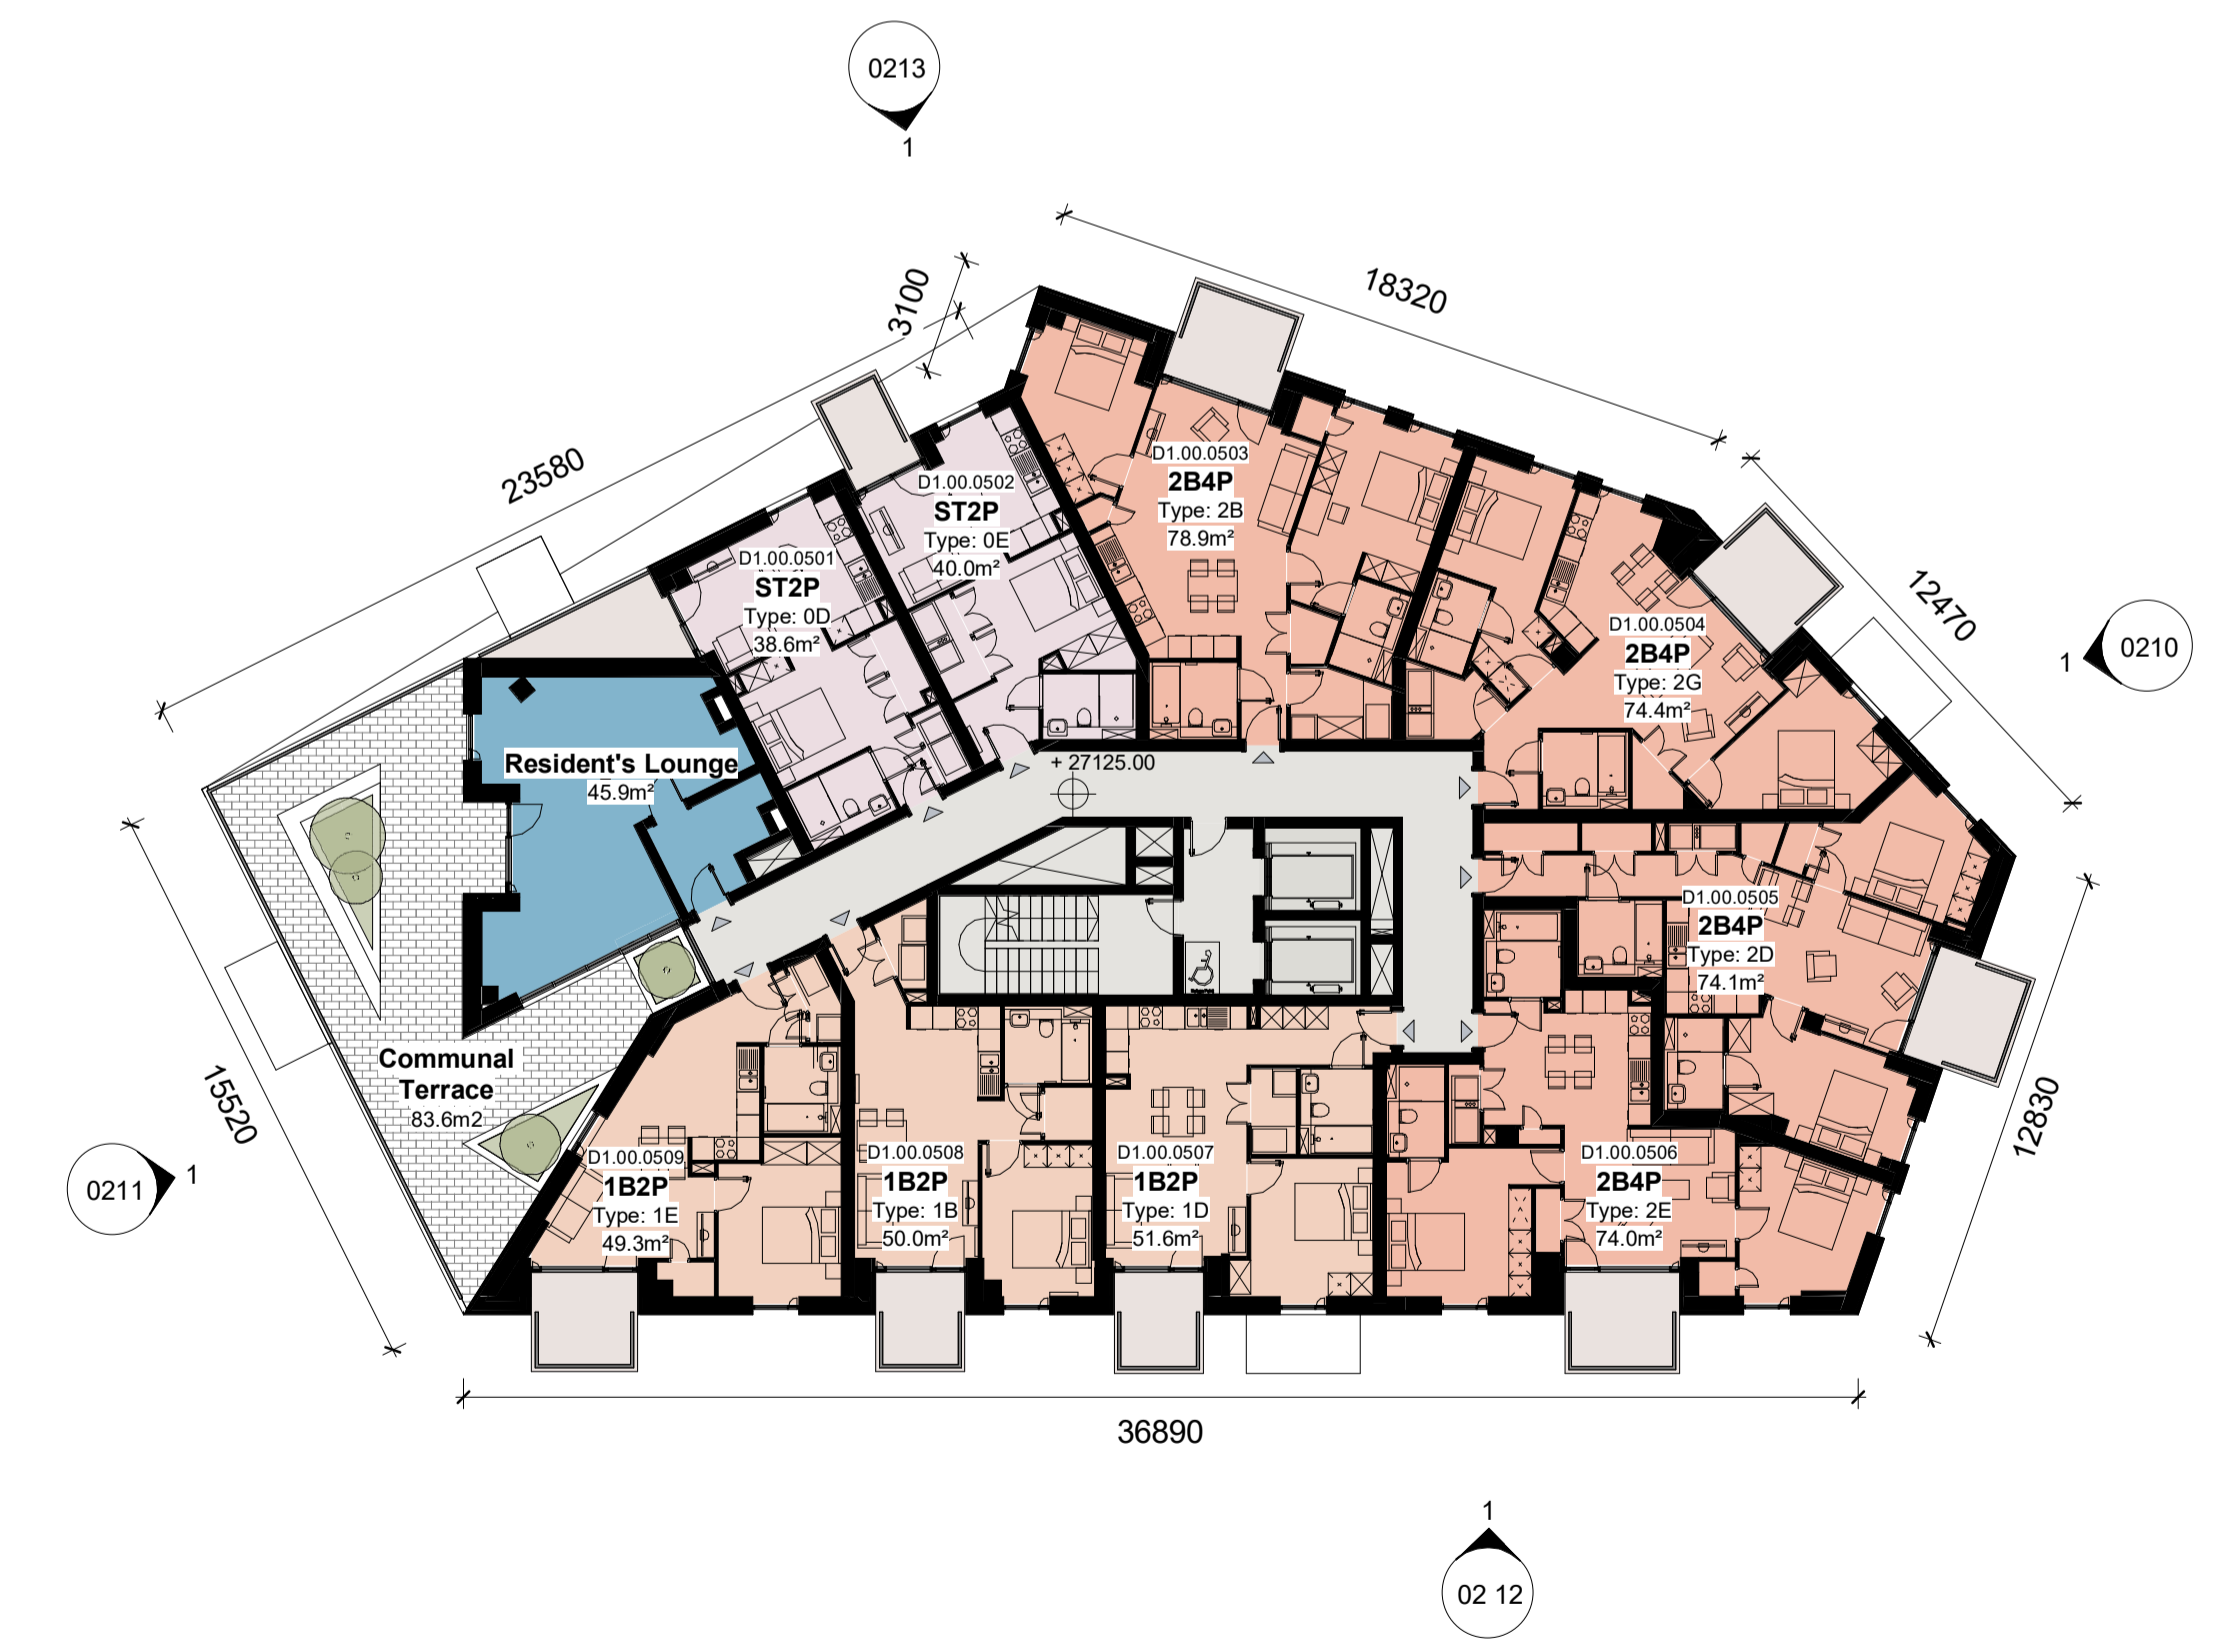 0213
1
18320
3100
23580
12470
0210
1
D1.00.0503
2B4P
Type: 2B
78.9m²
D1.00.0502
ST2P
Type: 0E
40.0m²
D1.00.0501
ST2P
Type: 0D
38.6m²
D1.00.0504
2B4P
Type: 2G
74.4m²
Resident's Lounge
45.9m²
+ 27125.00
D1.00.0505
2B4P
Type: 2D
74.1m²
Communal
Terrace
83.6m2
15520
12830
0211
1
D1.00.0509
1B2P
Type: 1E
49.3m²
D1.00.0508
1B2P
Type: 1B
50.0m²
D1.00.0507
1B2P
Type: 1D
51.6m²
D1.00.0506
2B4P
Type: 2E
74.0m²
36890
1
02 12